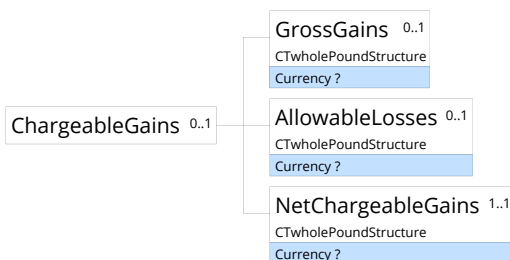 GrossGains 0..1
CTwholePoundStructure
Currency ?
ChargeableGains 0..1
AllowableLosses 0..1
CTwholePoundStructure
Currency ?
NetChargeableGains 1..1
CTwholePoundStructure
Currency ?